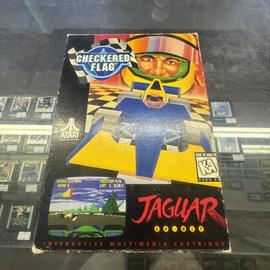 CHECKERED
FLAG
ATARI
K-A
JAGUAR
64-BIT
INTERACTIVE MULTIMEDIA CARTRIDGE